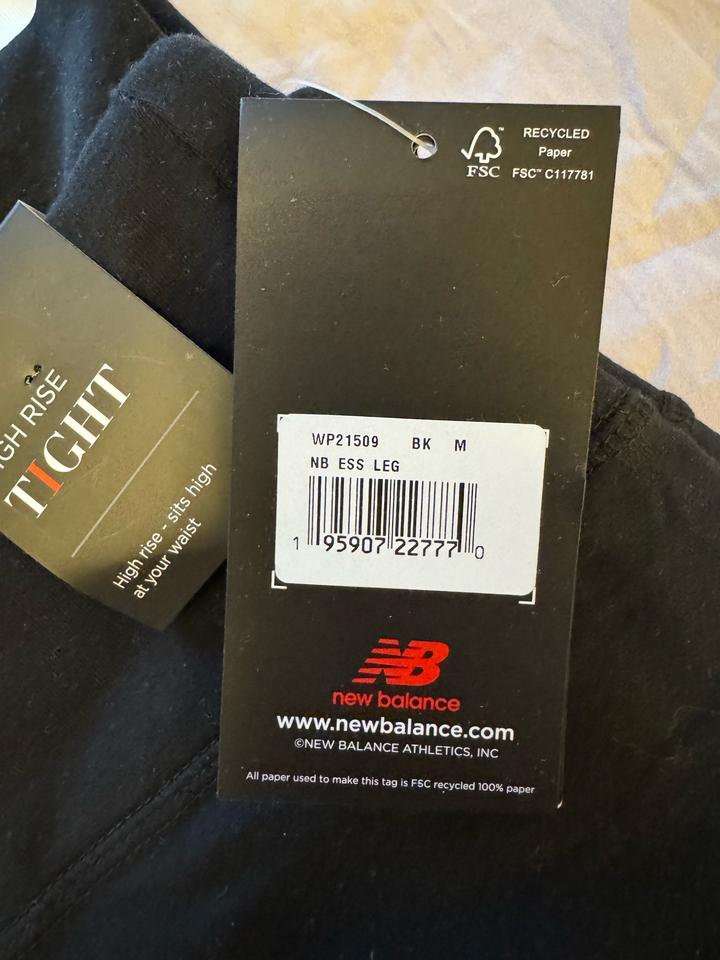 FSC™
RECYCLED
Paper
FSC™ C117781
RISE
TIGHT
High rise - sits high
at your waist
WP21509 BK M
NB ESS LEG
1 95907 22777 0
NB
new balance
www.newbalance.com
©NEW BALANCE ATHLETICS, INC
All paper used to make this tag is FSC recycled 100% paper